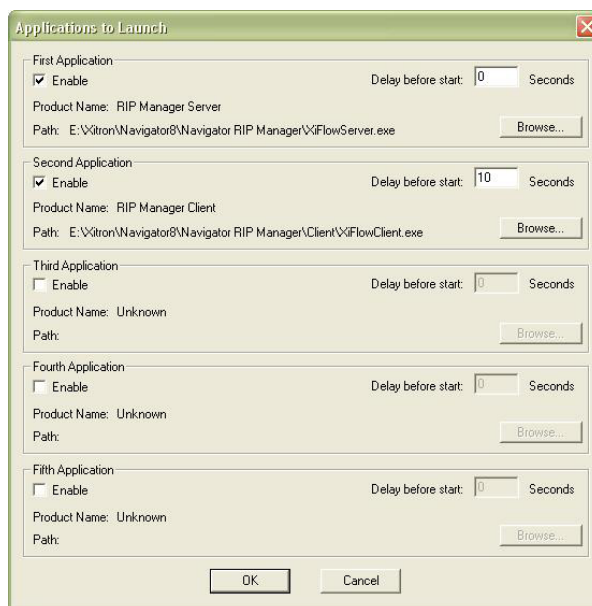 Applications to Launch
First Application
Enable
Delay before start: 0 Seconds
Product Name: RIP Manager Server
Path: E:\Xitron\Navigator8\Navigator RIP Manager\XiFlowServer.exe
Browse...
Second Application
Enable
Delay before start: 10 Seconds
Product Name: RIP Manager Client
Path: E:\Xitron\Navigator8\Navigator RIP Manager\Client\XiFlowClient.exe
Browse...
Third Application
Enable
Delay before start: 0 Seconds
Product Name: Unknown
Path:
Browse...
Fourth Application
Enable
Delay before start: 0 Seconds
Product Name: Unknown
Path:
Browse...
Fifth Application
Enable
Delay before start: 0 Seconds
Product Name: Unknown
Path:
Browse...
OK Cancel